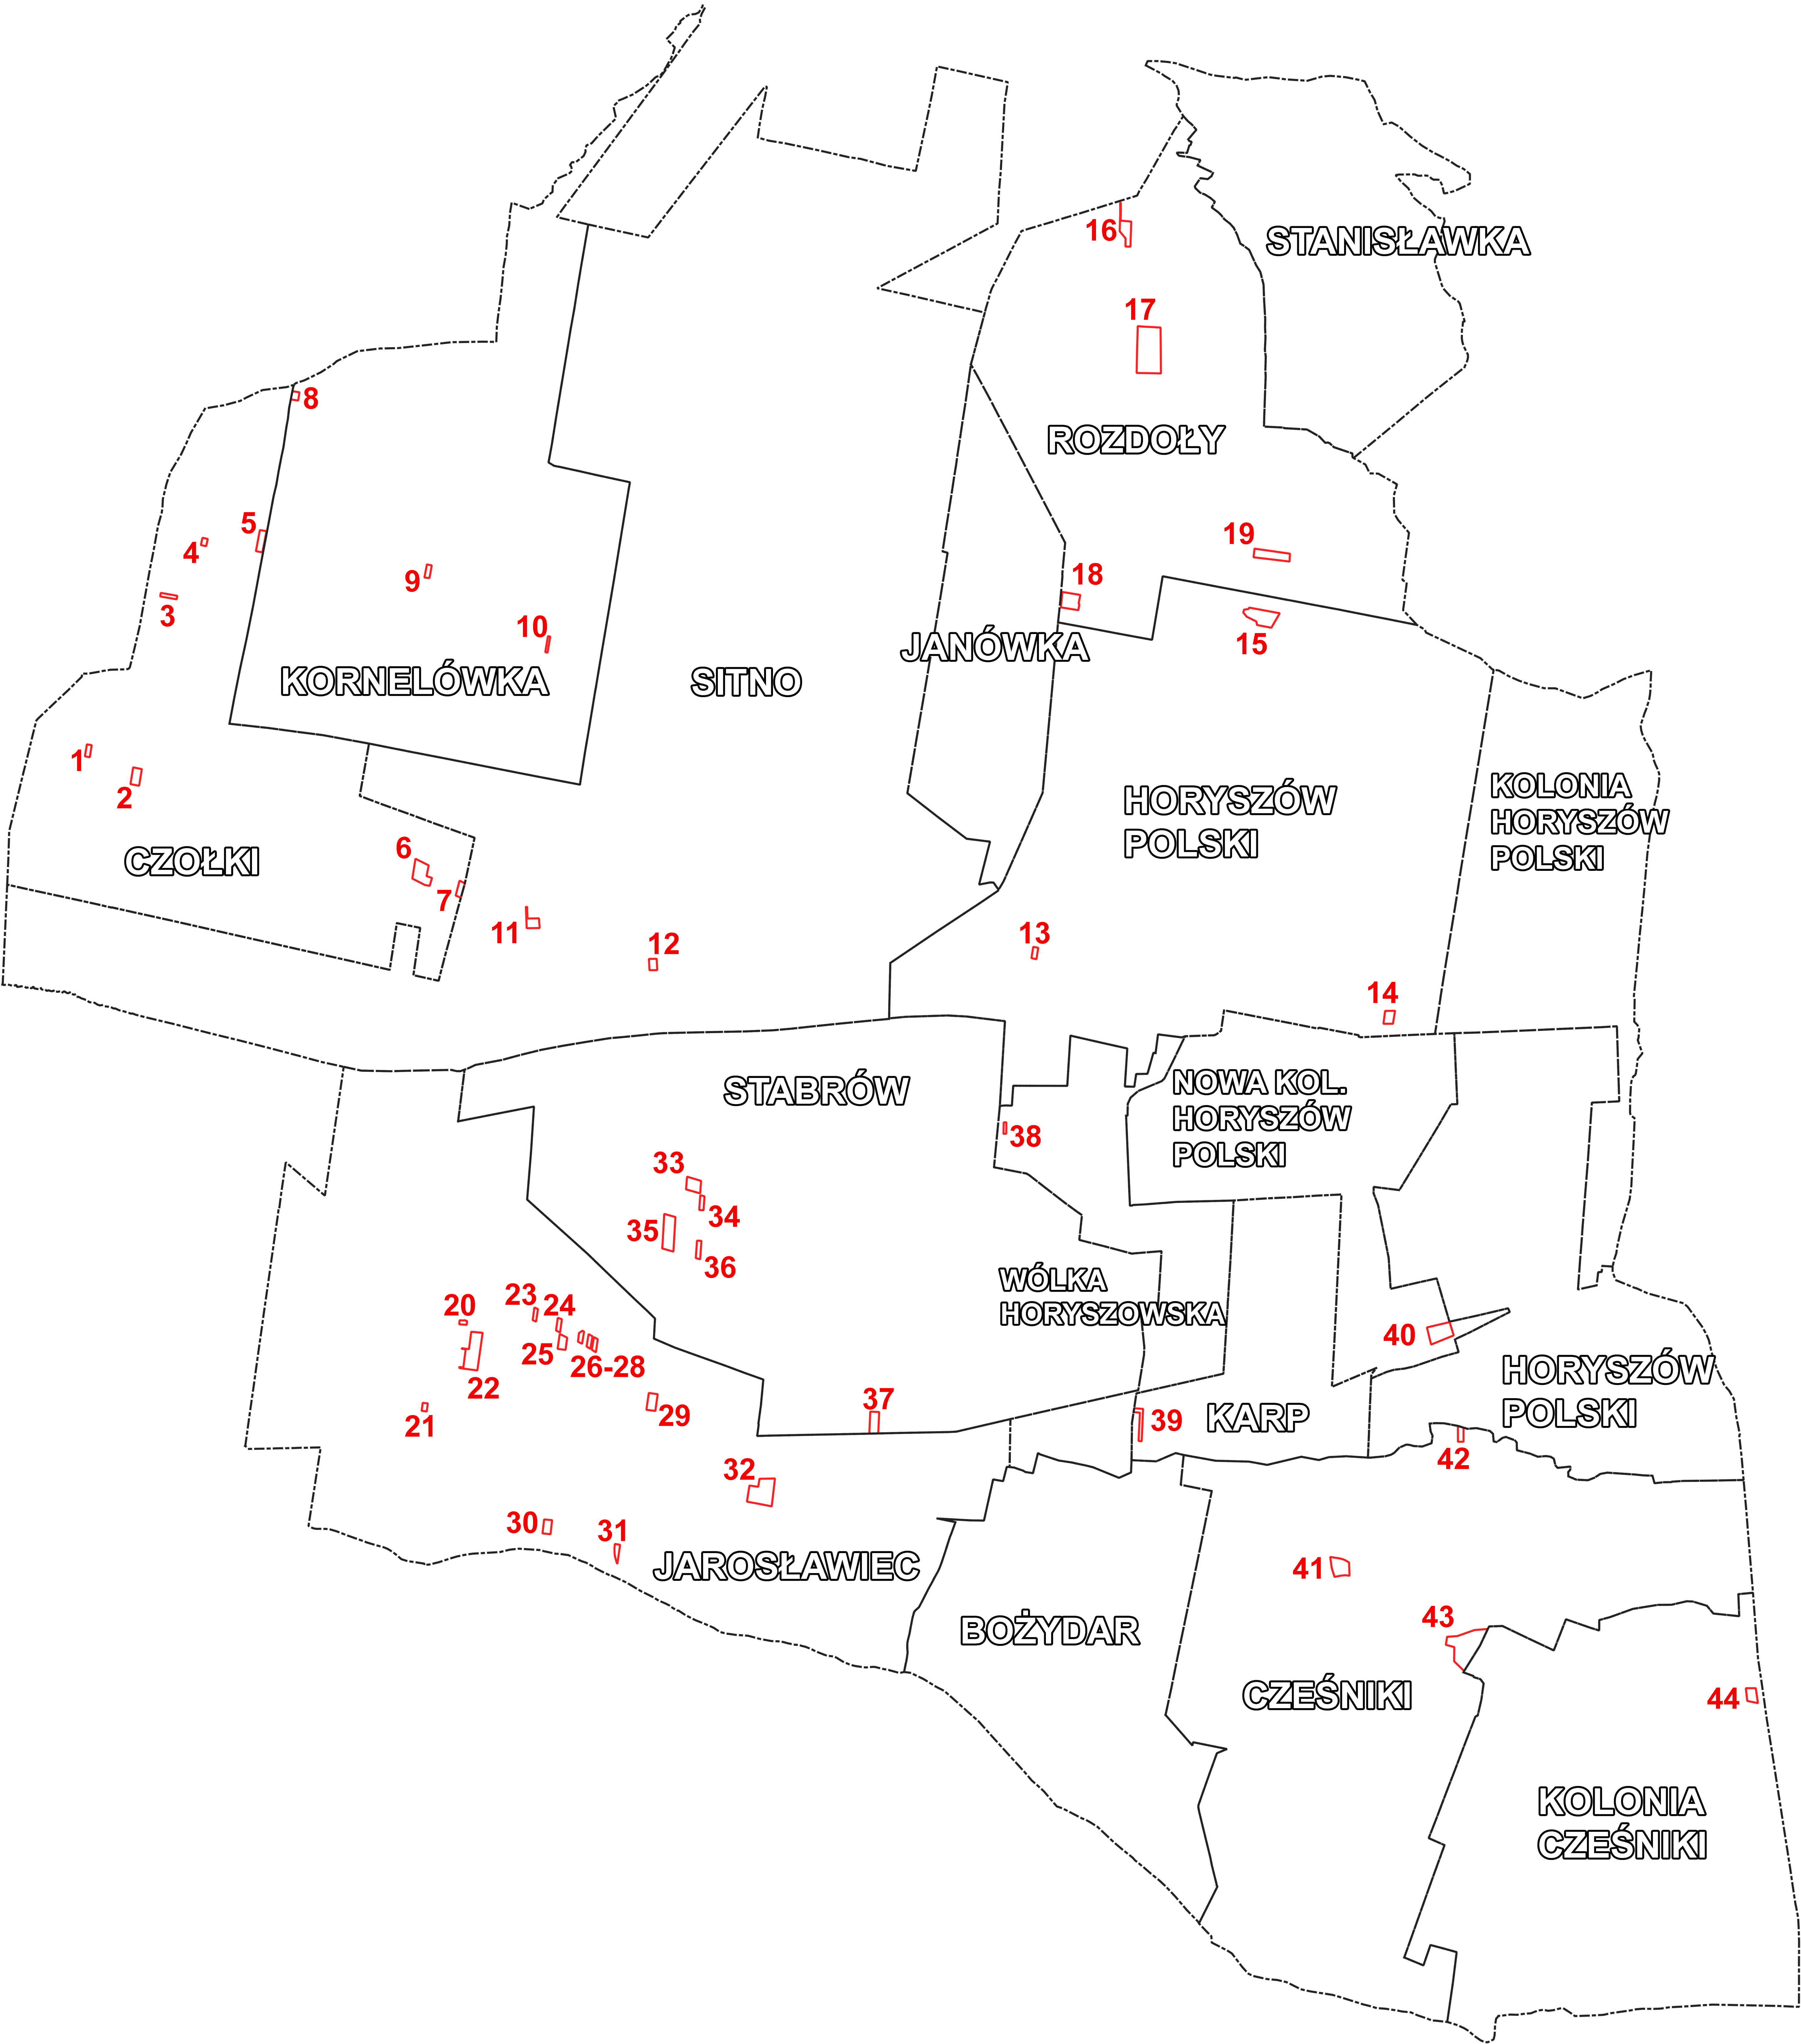 16
STANISŁAWKA
17
8
ROZDOŁY
5
4
19
9
18
3
10
15
JANÓWKA
KORNELÓWKA
SITNO
1
2
KOLONIA
HORYSZÓW
POLSKI
HORYSZÓW
POLSKI
6
CZOŁKI
7
11
12
13
14
STABRÓW
NOWA KOL.
HORYSZÓW
POLSKI
38
33
34
35
36
WÓLKA
HORYSZOWSKA
20
23
24
25
26-28
22
21
29
37
39
KARP
40
HORYSZÓW
POLSKI
42
32
30
31
JAROSŁAWIEC
41
BOŻYDAR
43
CZEŚNIKI
44
KOLONIA
CZEŚNIKI